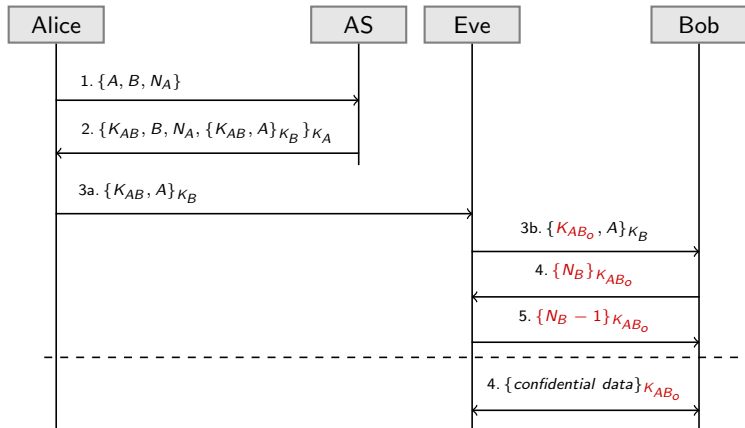 Alice AS Eve Bob
1. {A, B, N_A}
2. {K_AB, B, N_A, {K_AB, A}_K_B}_K_A
3a. {K_AB, A}_K_B
3b. {K_AB_o, A}_K_B
4. {N_B}_K_AB_o
5. {N_B − 1}_K_AB_o
4. {confidential data}_K_AB_o